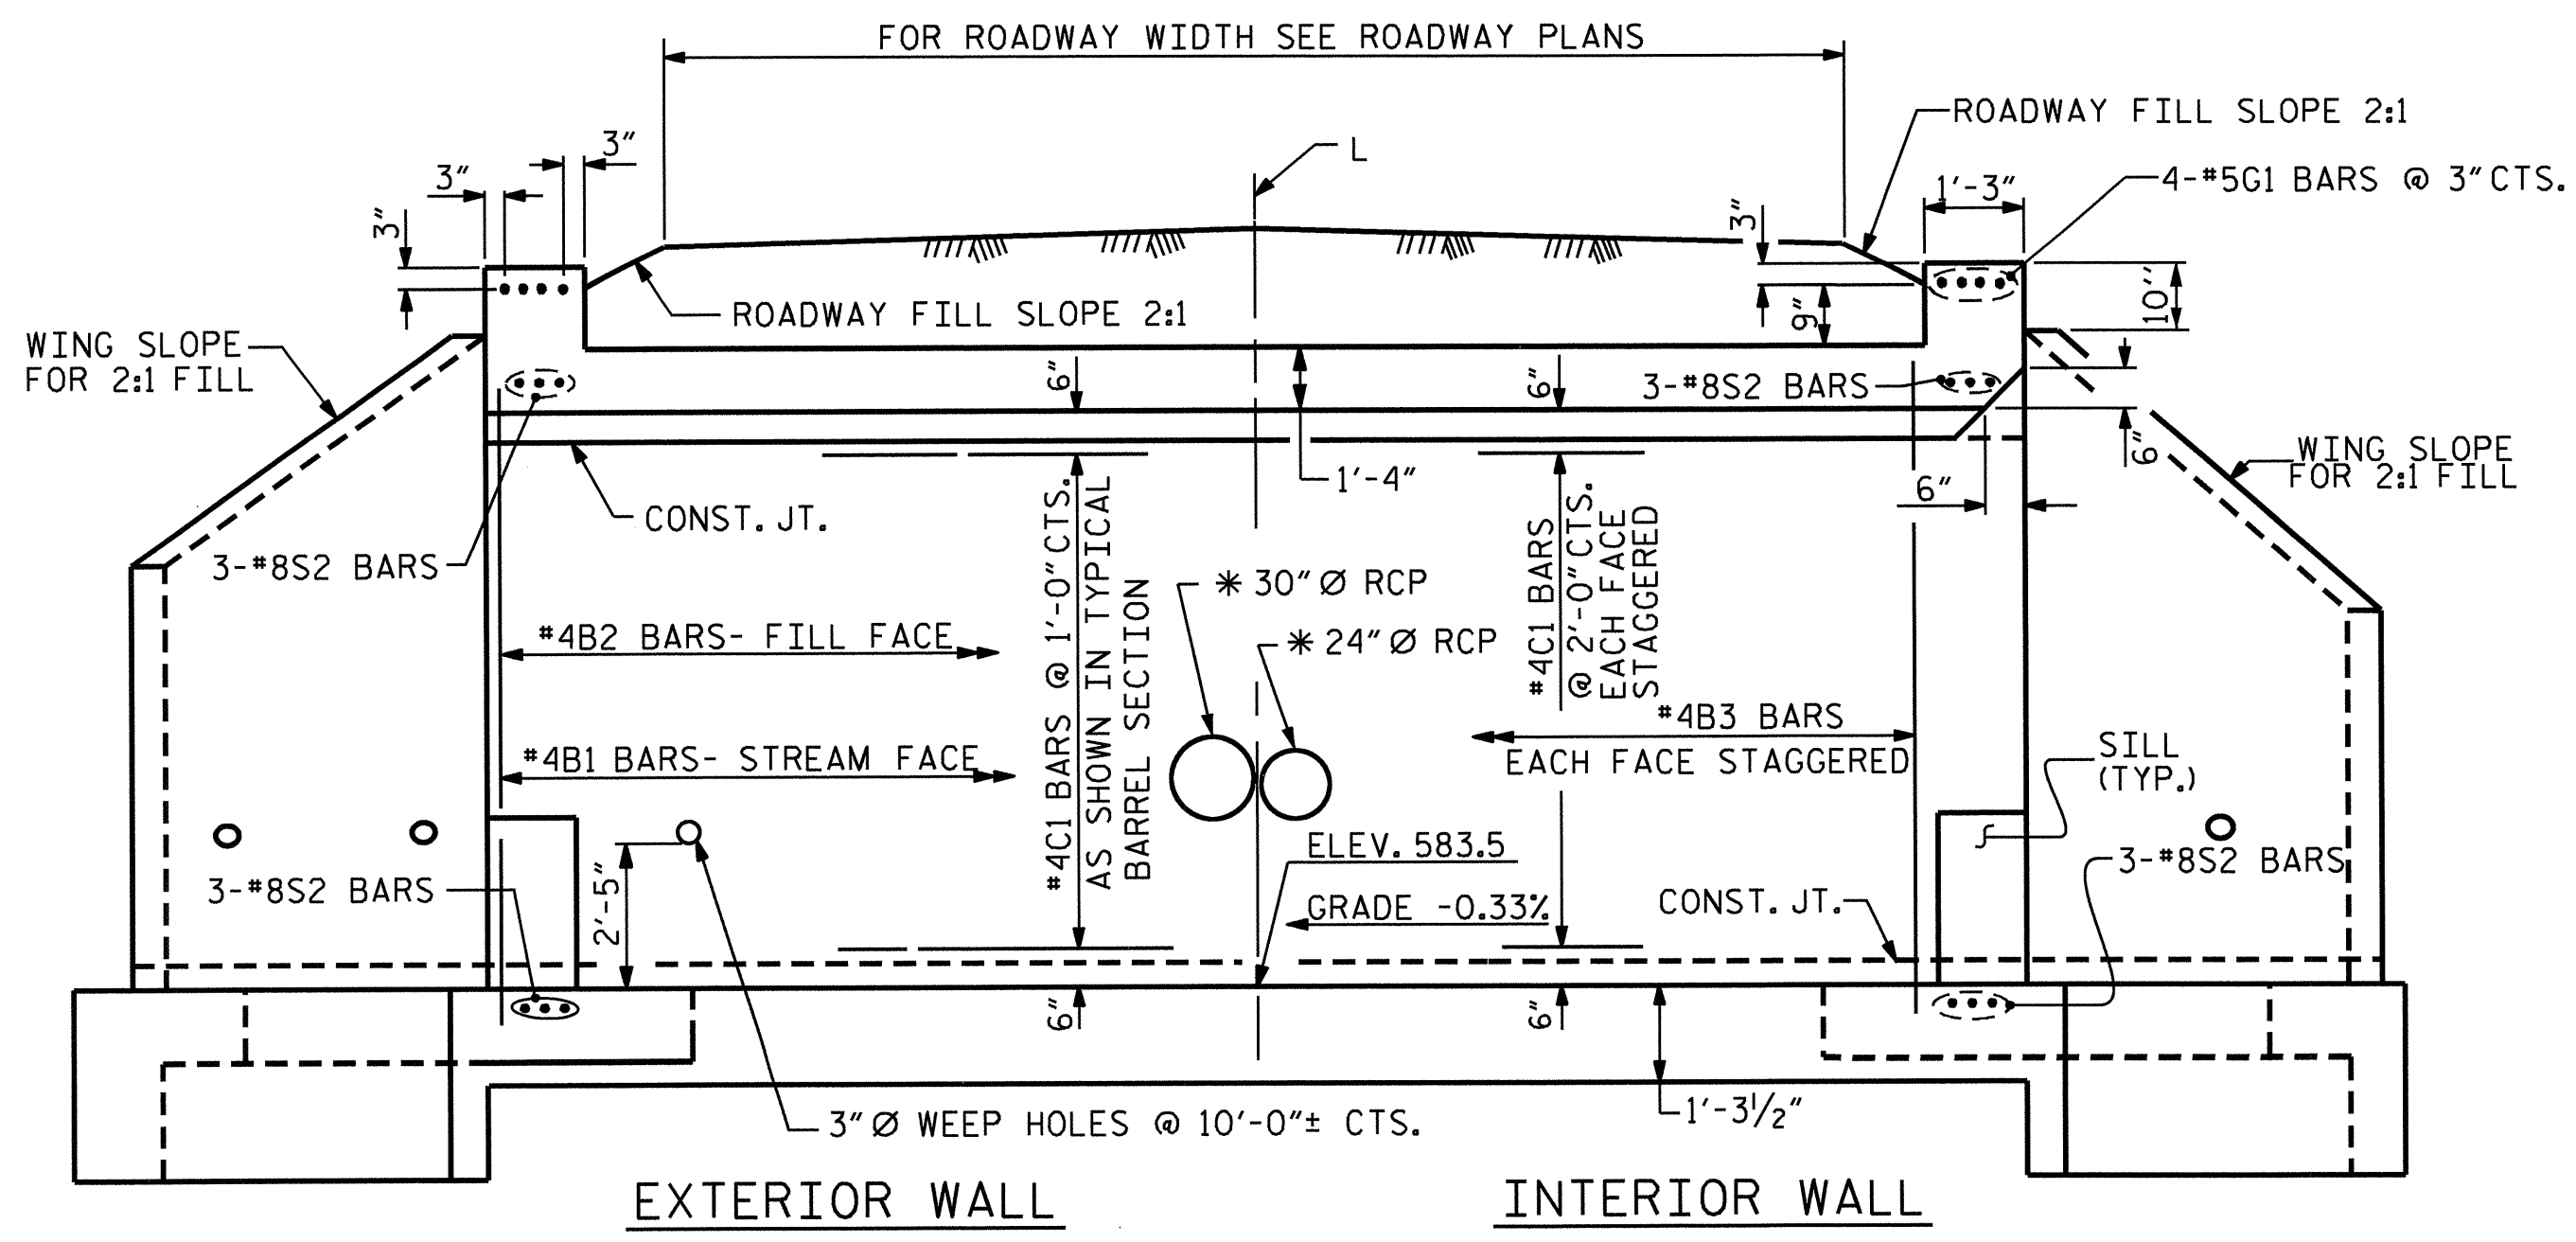 FOR ROADWAY WIDTH SEE ROADWAY PLANS
ROADWAY FILL SLOPE 2:1
3"
3"
3"
L
4-#5G1 BARS @ 3"CTS.
1'-3"
3"
10"
9"
ROADWAY FILL SLOPE 2:1
WING SLOPE
FOR 2:1 FILL
6"
6"
3-#8S2 BARS
6"
1'-4"
6"
WING SLOPE
FOR 2:1 FILL
CONST. JT.
3-#8S2 BARS
#4C1 BARS @ 1'-0"CTS.
AS SHOWN IN TYPICAL
BARREL SECTION
#4C1 BARS
@ 2'-0"CTS.
EACH FACE
STAGGERED
✳ 30"Ø RCP
✳ 24"Ø RCP
#4B2 BARS- FILL FACE
#4B3 BARS
EACH FACE STAGGERED
#4B1 BARS- STREAM FACE
SILL
(TYP.)
ELEV. 583.5
3-#8S2 BARS
3-#8S2 BARS
2'-5"
GRADE -0.33%
CONST. JT.
6"
6"
3"Ø WEEP HOLES @ 10'-0"± CTS.
1'-3½"
EXTERIOR WALL
INTERIOR WALL